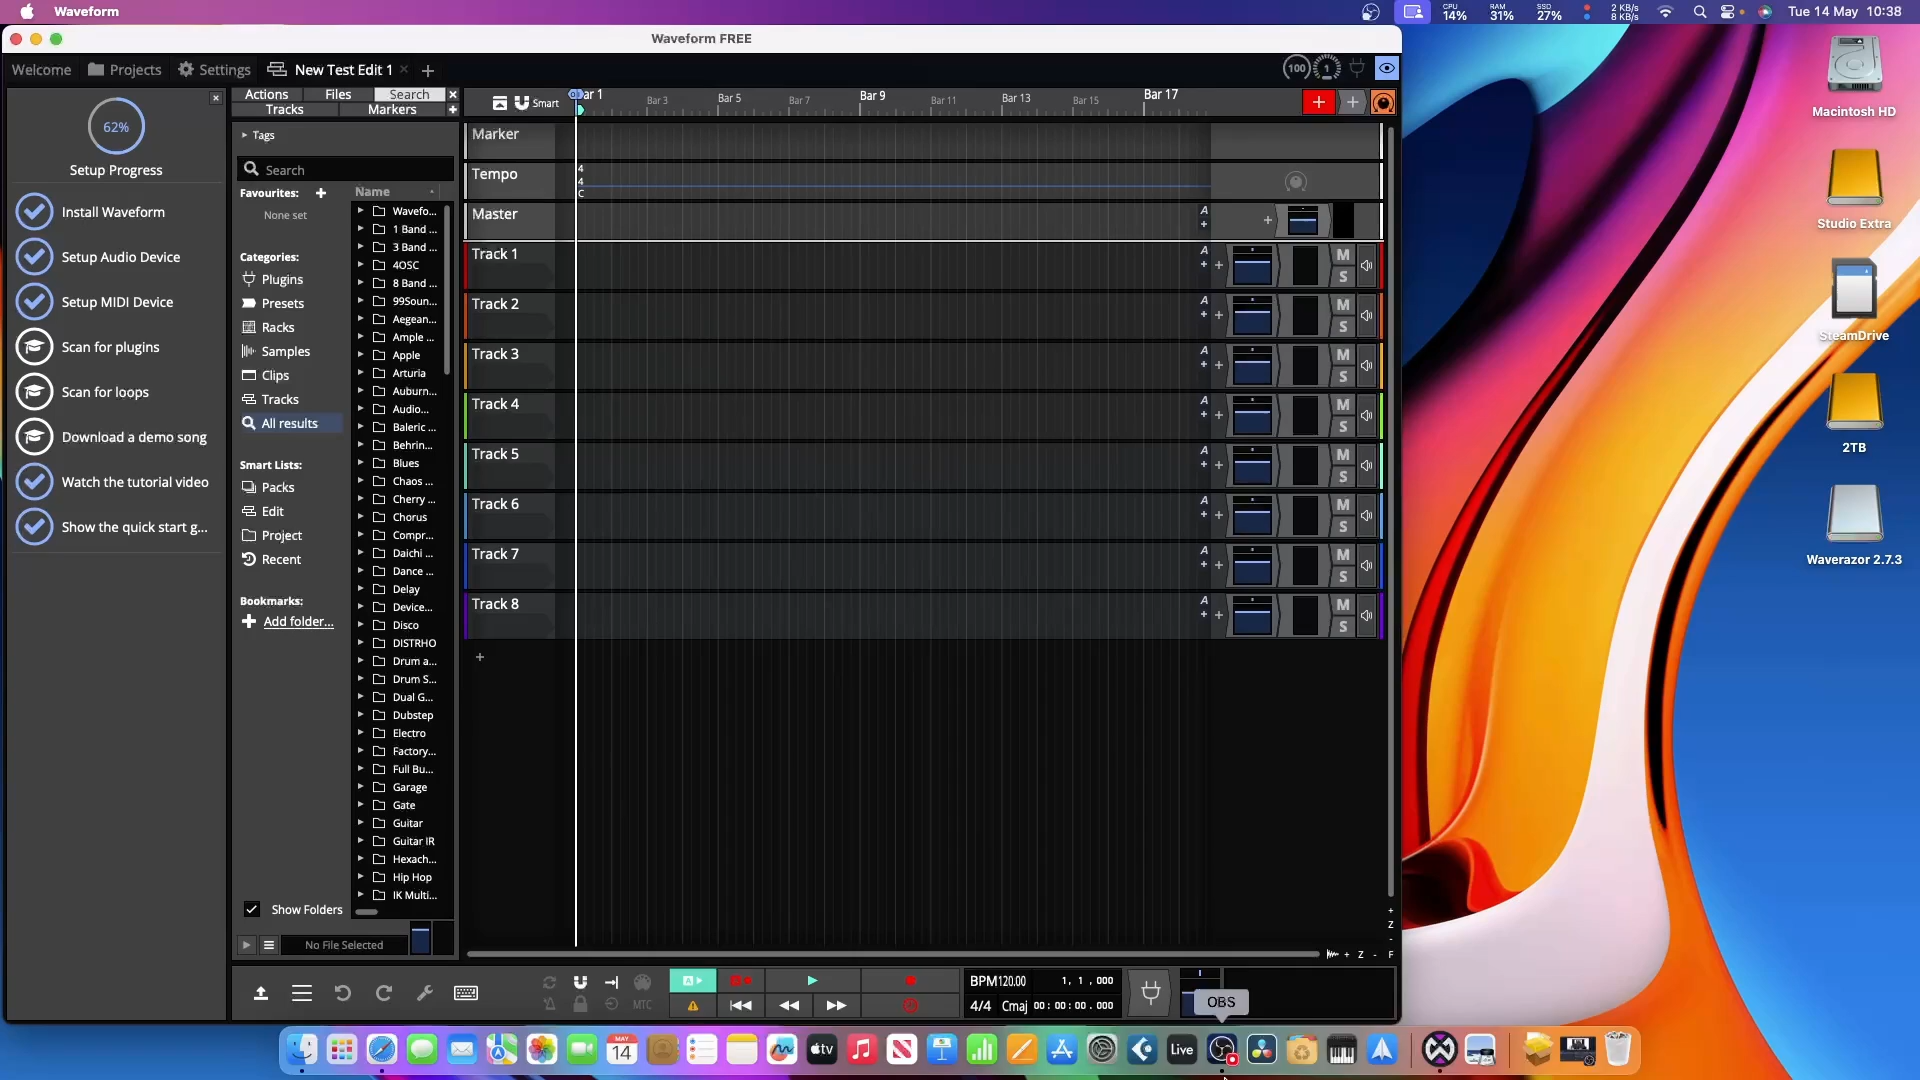 Waveform
CPU
14%
RAM
31%
SSD
27%
2 KB/s
8 KB/s
Tue 14 May 10:38
Waveform FREE
Welcome
Projects
Settings
New Test Edit 1
100
1
62%
Setup Progress
Install Waveform
Setup Audio Device
Setup MIDI Device
Scan for plugins
Scan for loops
Download a demo song
Watch the tutorial video
Show the quick start g...
Actions
Files
Search
Tracks
Markers
Tags
Search
Favourites:
None set
Categories:
Plugins
Presets
Racks
Samples
Clips
Tracks
All results
Smart Lists:
Packs
Edit
Project
Recent
Bookmarks:
Add folder...
Show Folders
No File Selected
Name
Wavefo...
1 Band ...
3 Band ...
4OSC
8 Band ...
99Soun...
Aegean...
Ample ...
Apple
Arturia
Auburn...
Audio...
Baleric ...
Behrin...
Blues
Chaos ...
Cherry ...
Chorus
Compr...
Daichi ...
Dance ...
Delay
Device...
Disco
DISTRHO
Drum a...
Drum S...
Dual G...
Dubstep
Electro
Factory...
Full Bu...
Garage
Gate
Guitar
Guitar IR
Hexach...
Hip Hop
IK Multi...
Smart
ar 1
Bar 3
Bar 5
Bar 7
Bar 9
Bar 11
Bar 13
Bar 15
Bar 17
Marker
Tempo
4
4
C
Master
A
Track 1
A
M
S
Track 2
A
M
S
Track 3
A
M
S
Track 4
A
M
S
Track 5
A
M
S
Track 6
A
M
S
Track 7
A
M
S
Track 8
A
M
S
Z
Z
F
MTC
A
BPM120.00
1, 1, 000
4/4
Cmaj
00: 00: 00. 000
OBS
MAY
14
tv
Live
Macintosh HD
Studio Extra
SteamDrive
2TB
Waverazor 2.7.3